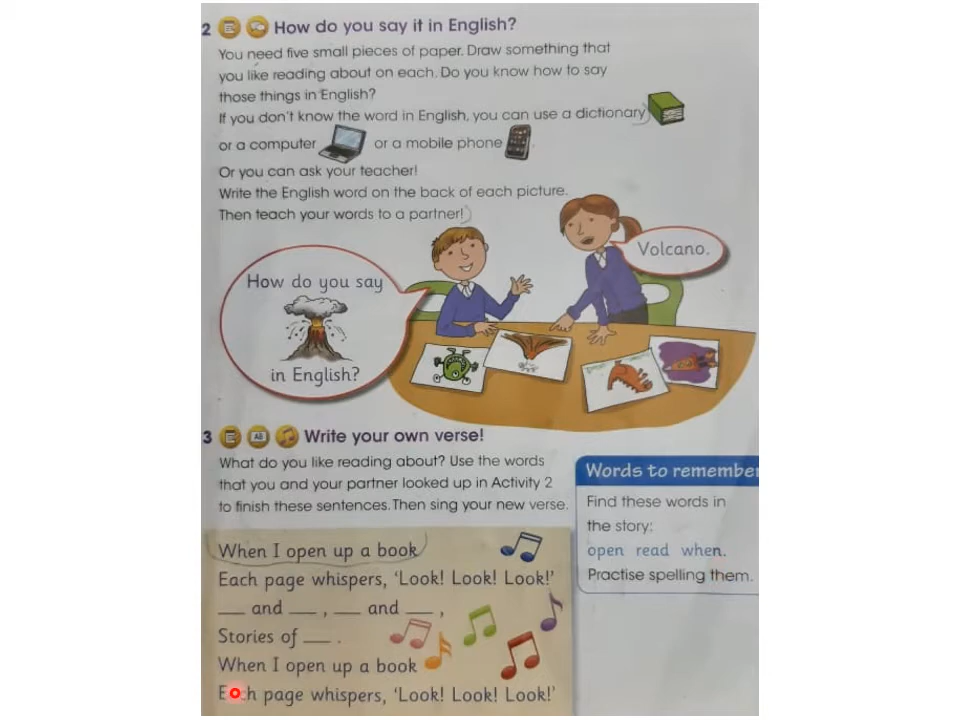 2 How do you say it in English?
You need five small pieces of paper. Draw something that
you like reading about on each. Do you know how to say
those things in English?
If you don't know the word in English, you can use a dictionary
or a computer or a mobile phone .
Or you can ask your teacher!
Write the English word on the back of each picture.
Then teach your words to a partner!
Volcano.
How do you say
in English?
3 AB Write your own verse!
What do you like reading about? Use the words
that you and your partner looked up in Activity 2
to finish these sentences. Then sing your new verse.
When I open up a book
Each page whispers, 'Look! Look! Look!'
___ and ___ , ___ and ___ ,
Stories of ___ .
When I open up a book
Each page whispers, 'Look! Look! Look!'
Words to remember
Find these words in
the story:
open read when.
Practise spelling them.